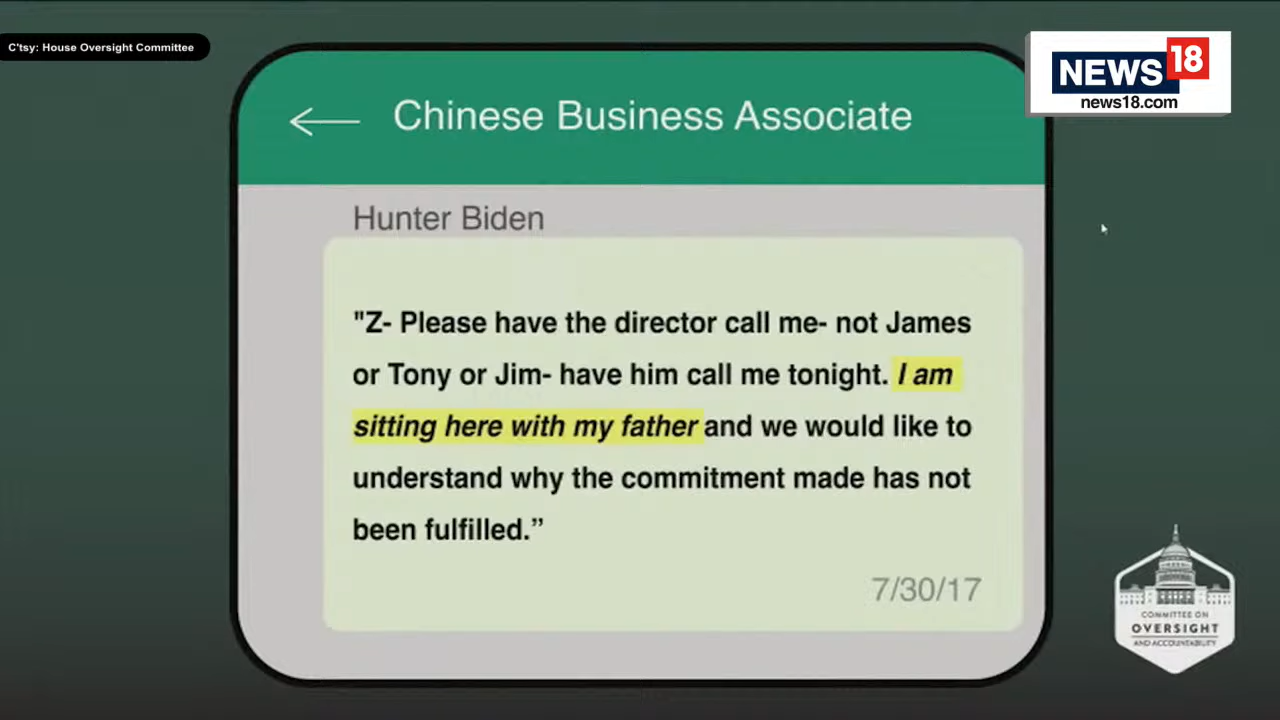 C'tsy: House Oversight Committee
NEWS 18
news18.com
← Chinese Business Associate
Hunter Biden
"Z- Please have the director call me- not James
or Tony or Jim- have him call me tonight. I am
sitting here with my father and we would like to
understand why the commitment made has not
been fulfilled.”
7/30/17
COMMITTEE ON
OVERSIGHT
AND ACCOUNTABILITY